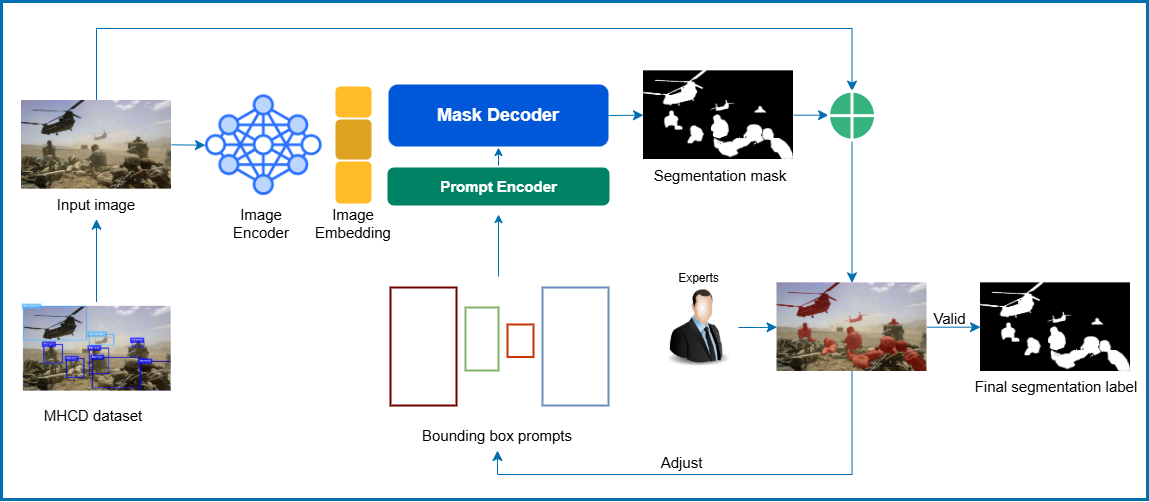 Mask Decoder
Prompt Encoder
Segmentation mask
Input image
Image
Encoder
Image
Embedding
Experts
Valid
Final segmentation label
MHCD dataset
Bounding box prompts
Adjust